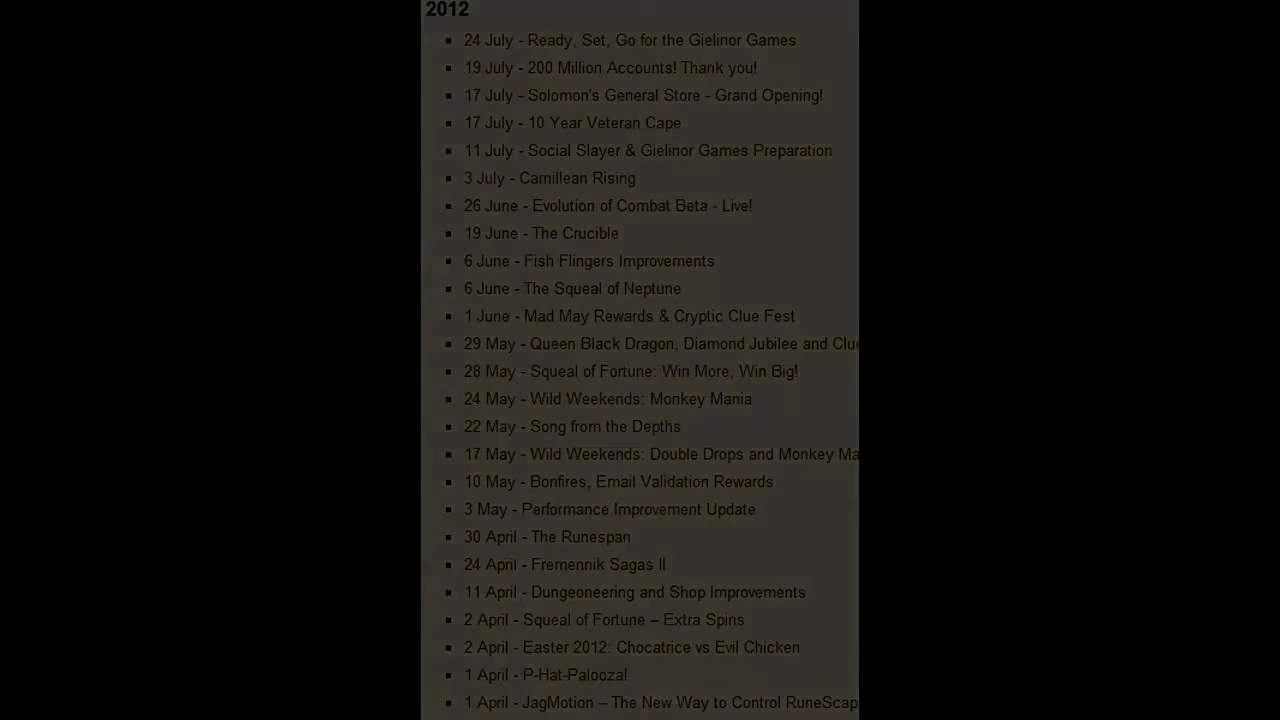 2012
24 July - Ready, Set, Go for the Gielinor Games
19 July - 200 Million Accounts! Thank you!
17 July - Solomon's General Store - Grand Opening!
17 July - 10 Year Veteran Cape
11 July - Social Slayer & Gielinor Games Preparation
3 July - Carnillean Rising
26 June - Evolution of Combat Beta - Live!
19 June - The Crucible
6 June - Fish Flingers Improvements
6 June - The Squeal of Neptune
1 June - Mad May Rewards & Cryptic Clue Fest
29 May - Queen Black Dragon, Diamond Jubilee and Clue
28 May - Squeal of Fortune: Win More, Win Big!
24 May - Wild Weekends: Monkey Mania
22 May - Song from the Depths
17 May - Wild Weekends: Double Drops and Monkey Ma
10 May - Bonfires, Email Validation Rewards
3 May - Performance Improvement Update
30 April - The Runespan
24 April - Fremennik Sagas II
11 April - Dungeoneering and Shop Improvements
2 April - Squeal of Fortune – Extra Spins
2 April - Easter 2012: Chocatrice vs Evil Chicken
1 April - P-Hat-Palooza!
1 April - JagMotion – The New Way to Control RuneScap